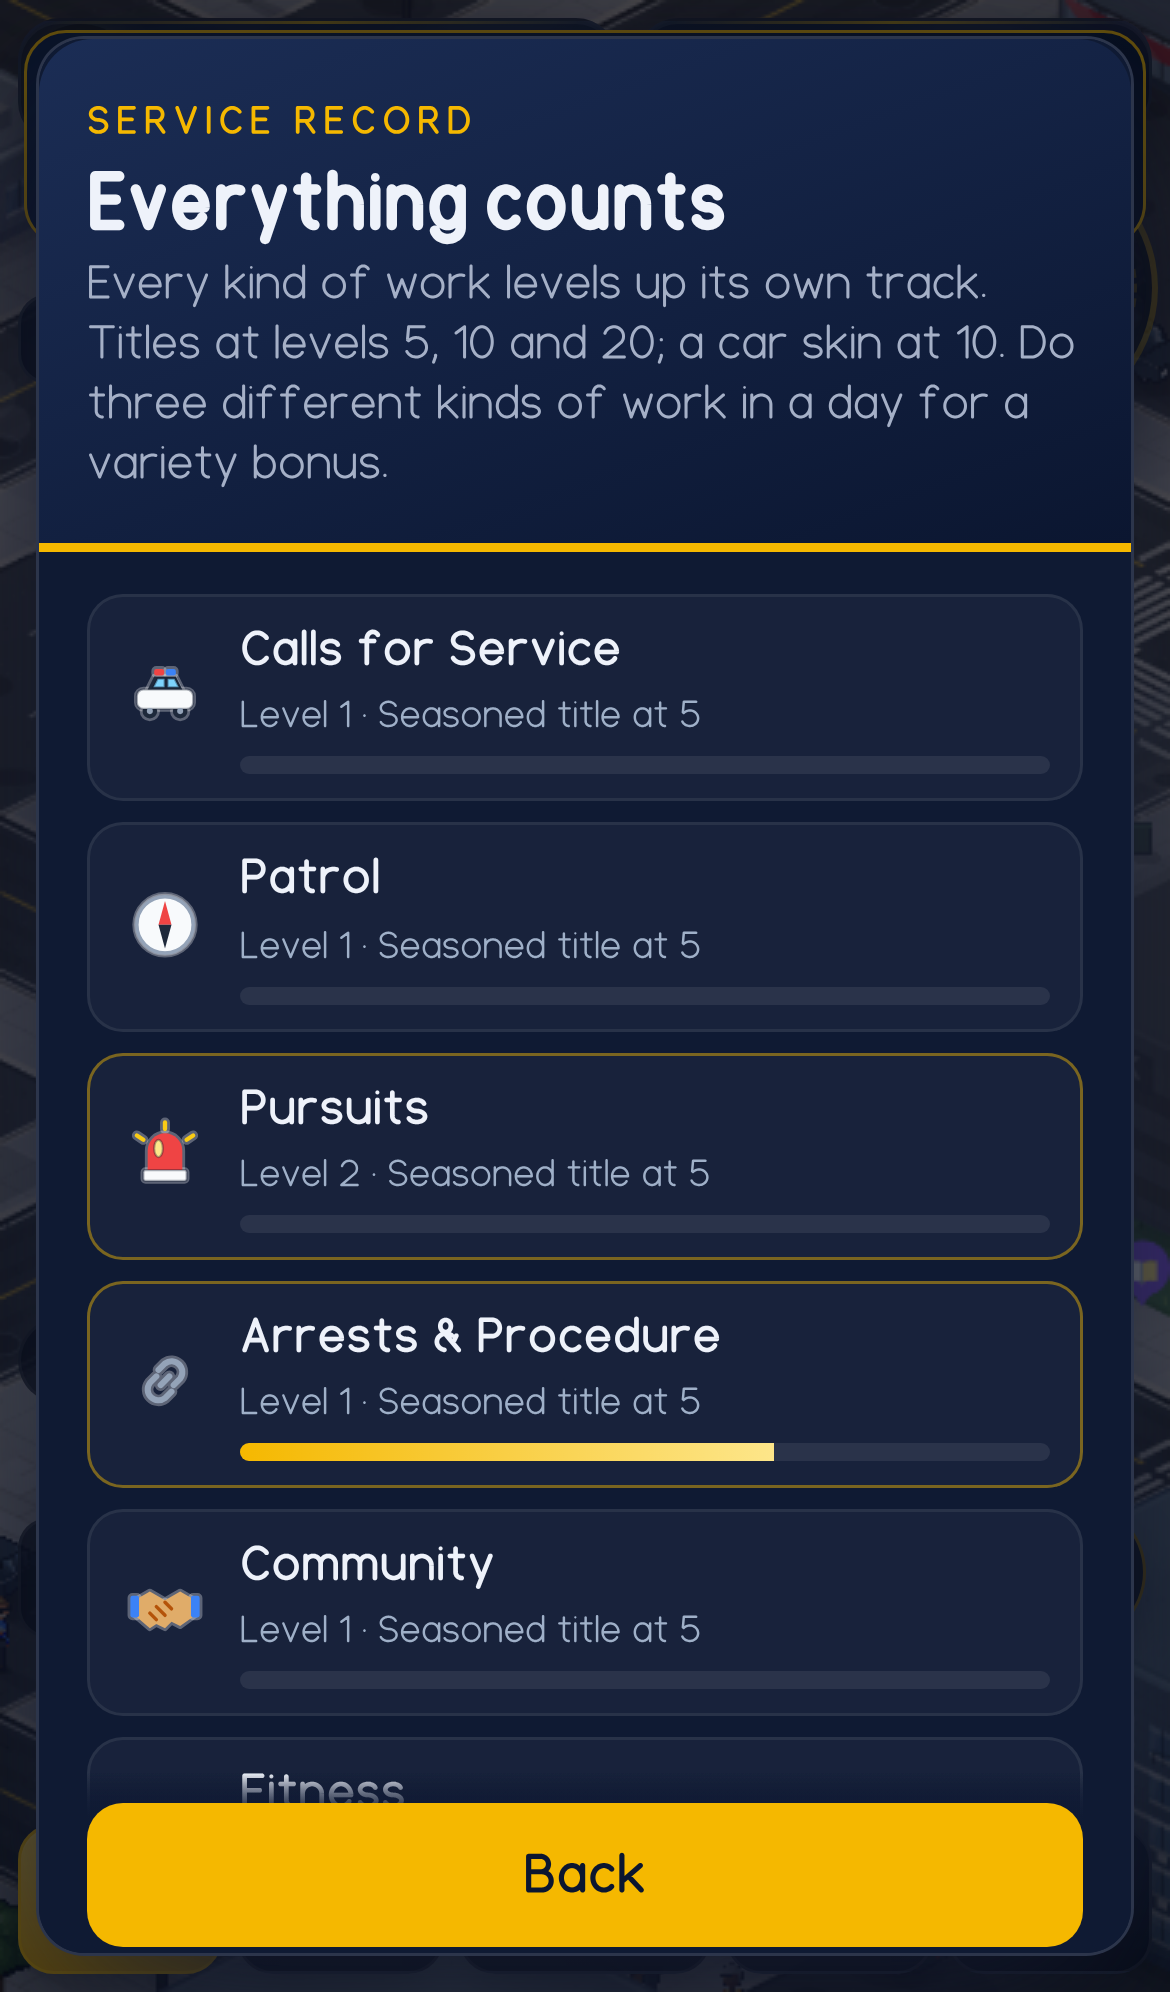 SERVICE RECORD
Everything counts
Every kind of work levels up its own track.
Titles at levels 5, 10 and 20; a car skin at 10. Do
three different kinds of work in a day for a
variety bonus.
Calls for Service
Level 1 · Seasoned title at 5
Patrol
Level 1 · Seasoned title at 5
Pursuits
Level 2 · Seasoned title at 5
Arrests & Procedure
Level 1 · Seasoned title at 5
Community
Level 1 · Seasoned title at 5
Fitness
Back